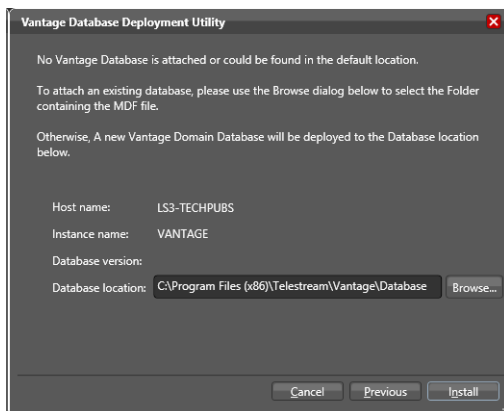 Vantage Database Deployment Utility
No Vantage Database is attached or could be found in the default location.
To attach an existing database, please use the Browse dialog below to select the Folder
containing the MDF file.
Otherwise, A new Vantage Domain Database will be deployed to the Database location
below.
Host name: LS3-TECHPUBS
Instance name: VANTAGE
Database version:
Database location: C:\Program Files (x86)\Telestream\Vantage\Database Browse...
Cancel Previous Install